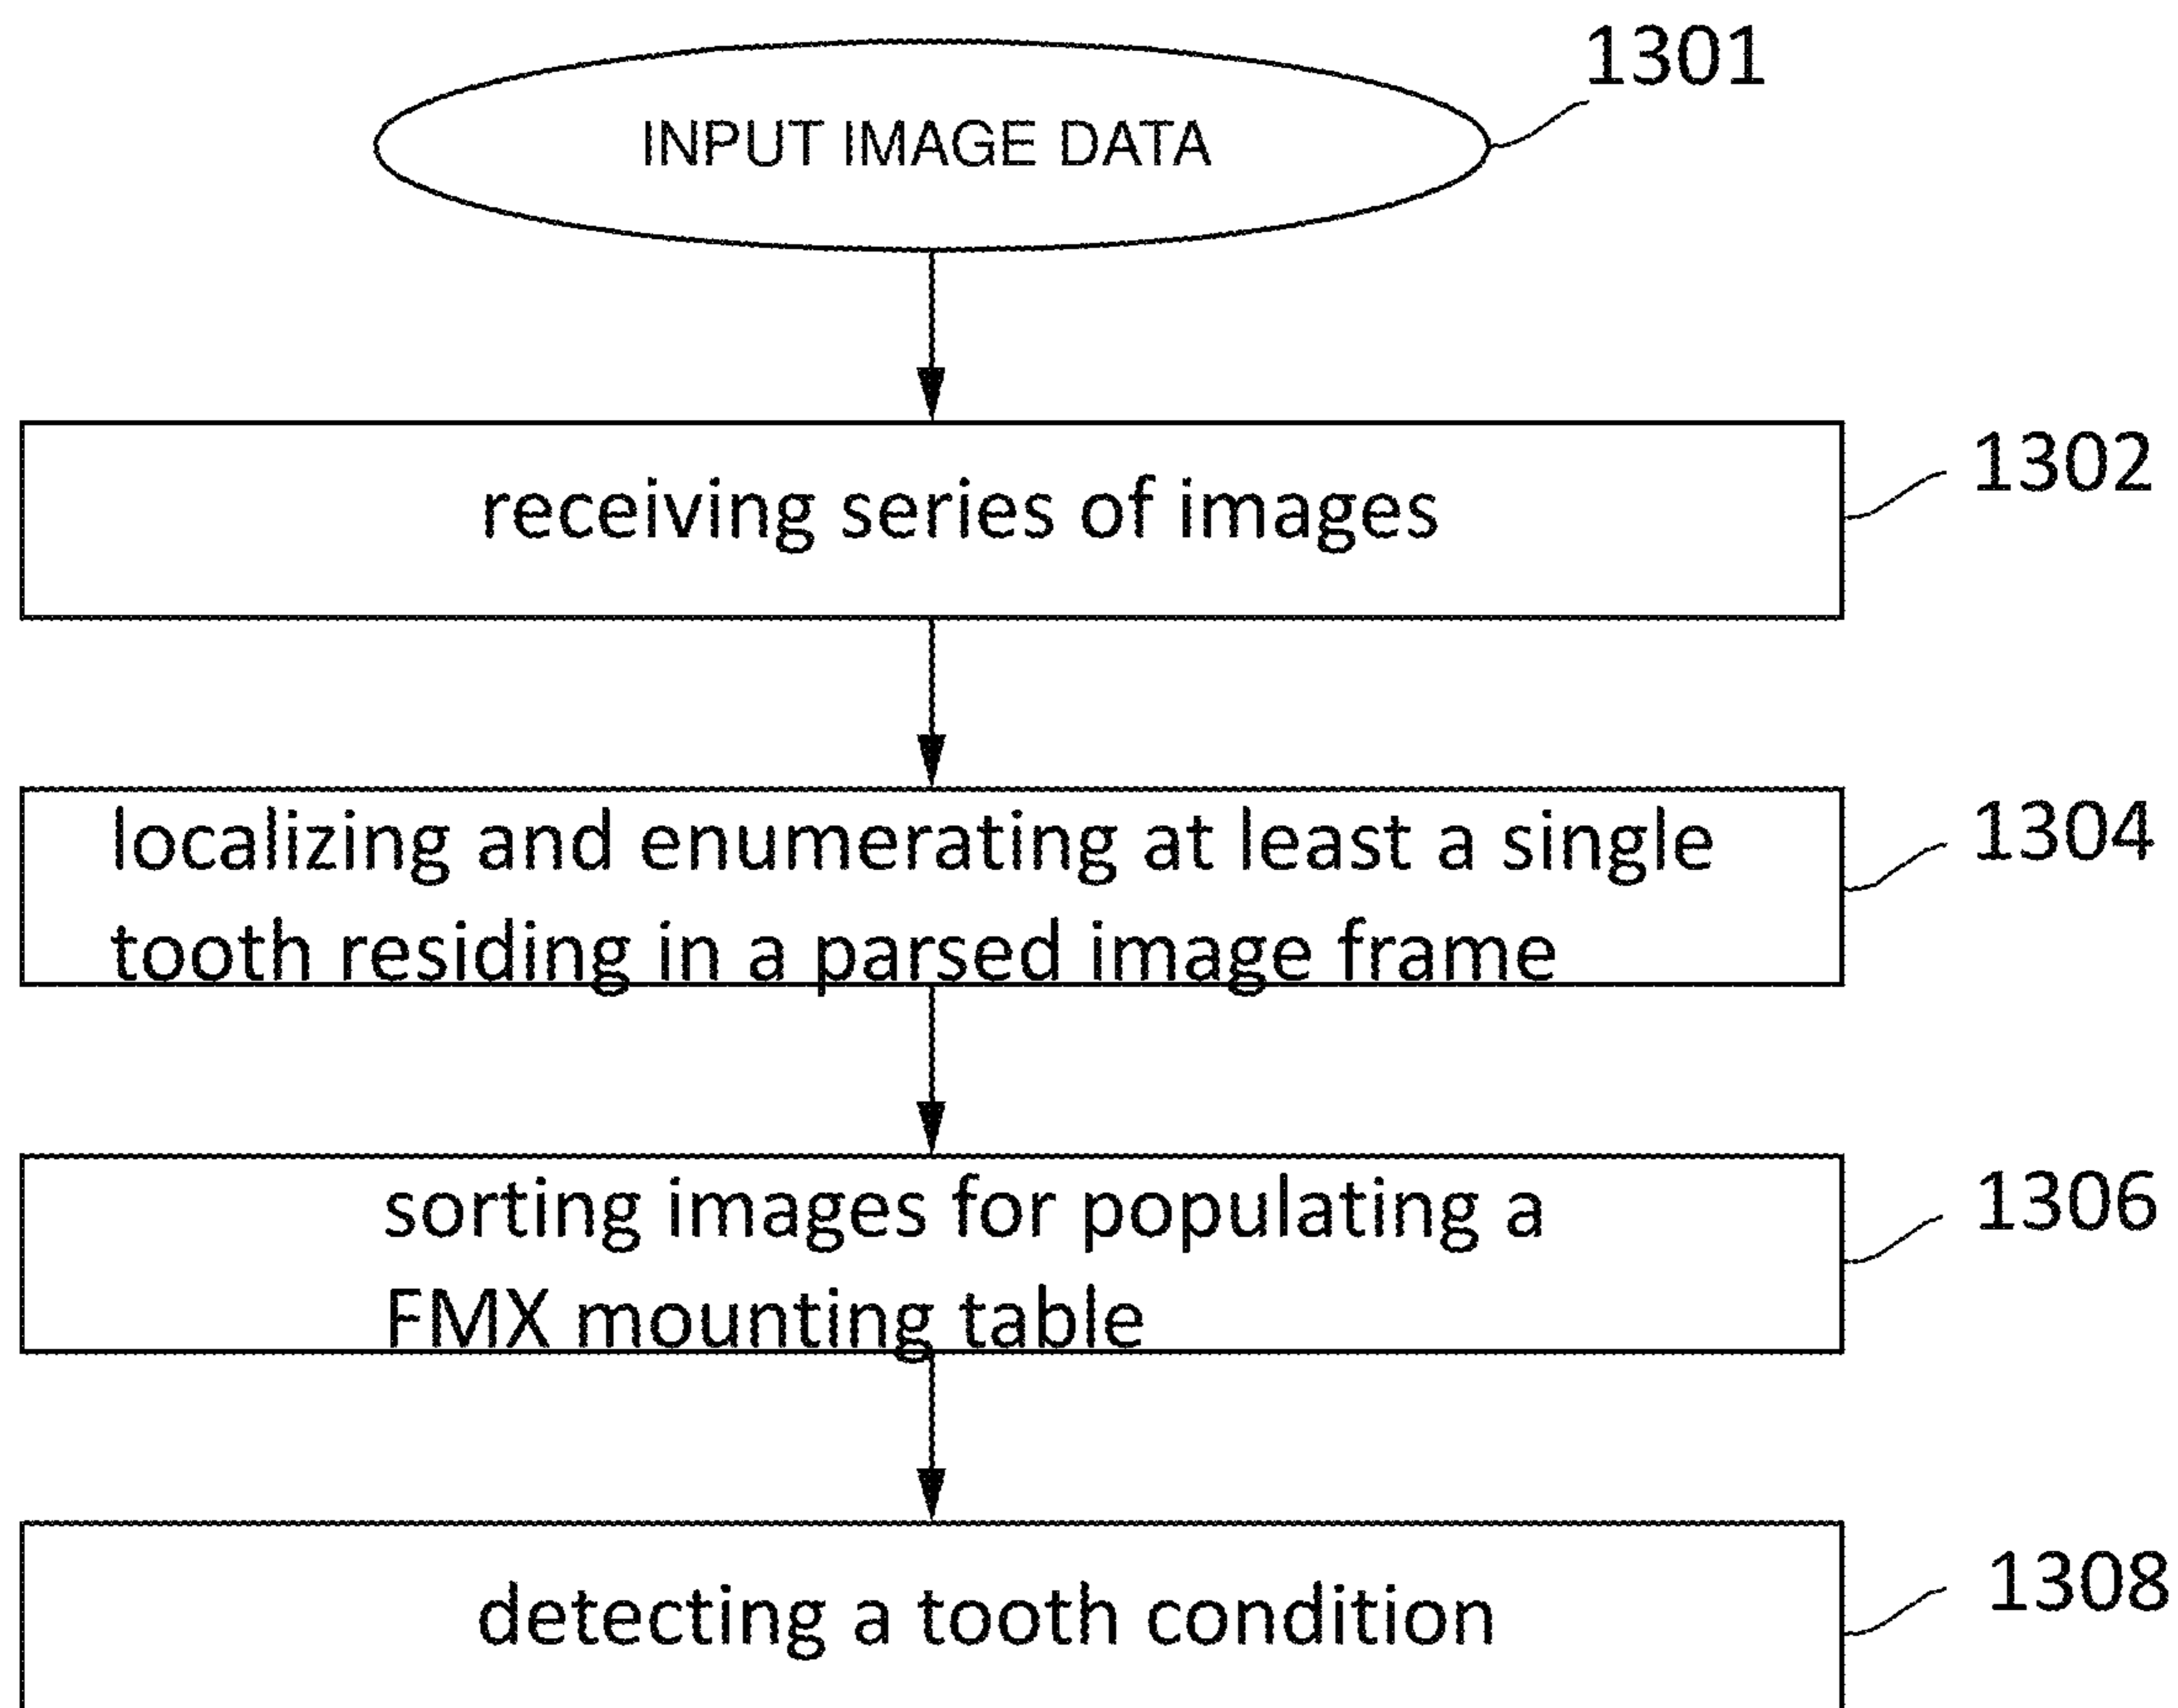 1301
INPUT IMAGE DATA
1302
receiving series of images
1304
localizing and enumerating at least a single
tooth residing in a parsed image frame
1306
sorting images for populating a
FMX mounting table
1308
detecting a tooth condition